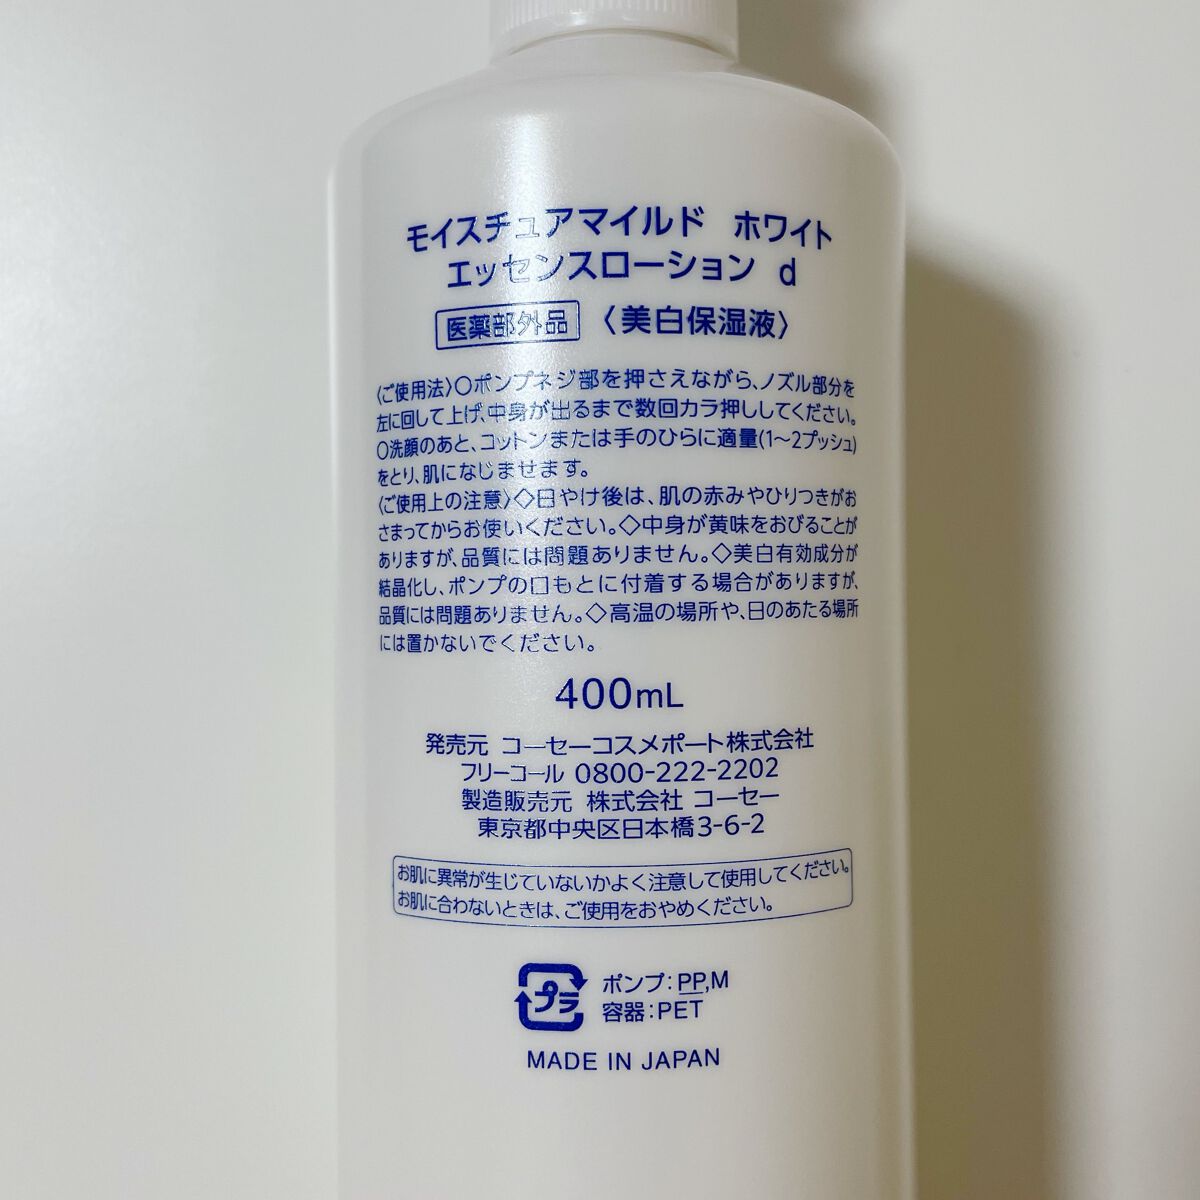 モイスチュアマイルド ホワイト
エッセンスローション d
医薬部外品 〈美白保湿液〉
〈ご使用法〉○ポンプネジ部を押さえながら、ノズル部分を
左に回して上げ、中身が出るまで数回カラ押ししてください。
○洗顔のあと、コットンまたは手のひらに適量(1〜2プッシュ)
をとり、肌になじませます。
〈ご使用上の注意〉◇日やけ後は、肌の赤みやひりつきがお
さまってからお使いください。◇中身が黄味をおびることが
ありますが、品質には問題ありません。◇美白有効成分が
結晶化し、ポンプの口もとに付着する場合がありますが、
品質には問題ありません。◇高温の場所や、日のあたる場所
には置かないでください。
400mL
発売元 コーセーコスメポート株式会社
フリーコール 0800-222-2202
製造販売元 株式会社 コーセー
東京都中央区日本橋3-6-2
お肌に異常が生じていないかよく注意して使用してください。
お肌に合わないときは、ご使用をおやめください。
プラ ポンプ:PP,M
容器:PET
MADE IN JAPAN